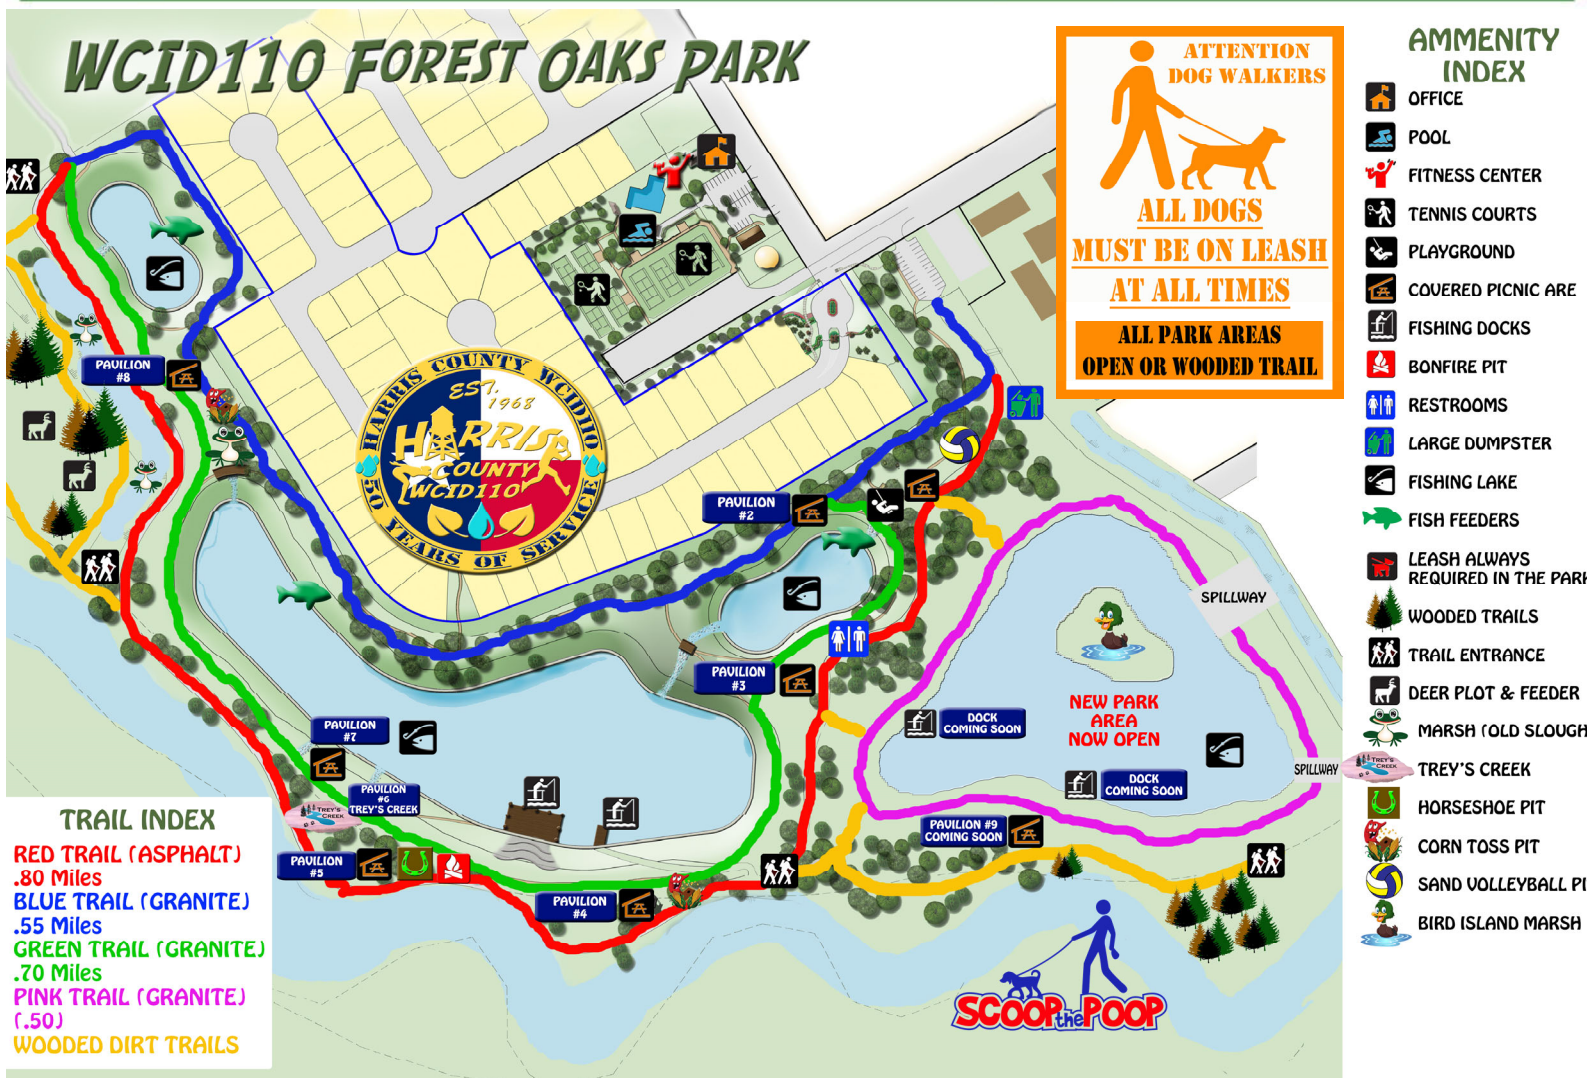 WCID110 FOREST OAKS PARK
ATTENTION
DOG WALKERS
ALL DOGS
MUST BE ON LEASH
AT ALL TIMES
ALL PARK AREAS
OPEN OR WOODED TRAIL
AMMENITY
INDEX
OFFICE
POOL
FITNESS CENTER
TENNIS COURTS
PLAYGROUND
COVERED PICNIC ARE
FISHING DOCKS
BONFIRE PIT
RESTROOMS
LARGE DUMPSTER
FISHING LAKE
FISH FEEDERS
LEASH ALWAYS
REQUIRED IN THE PARK
WOODED TRAILS
TRAIL ENTRANCE
DEER PLOT & FEEDER
MARSH (OLD SLOUGH
TREY'S CREEK
TREY'S CREEK
HORSESHOE PIT
CORN TOSS PIT
SAND VOLLEYBALL PI
BIRD ISLAND MARSH
PAVILION
#8
HARRIS COUNTY WCID110
EST.
1968
HARRIS
COUNTY
WCID110
50 YEARS OF SERVICE
PAVILION
#2
PAVILION
#3
SPILLWAY
NEW PARK
AREA
NOW OPEN
DOCK
COMING SOON
DOCK
COMING SOON
SPILLWAY
PAVILION
#7
PAVILION
#6
TREY'S CREEK
TREY'S
CREEK
PAVILION
#5
PAVILION
#4
PAVILION #9
COMING SOON
TRAIL INDEX
RED TRAIL (ASPHALT)
.80 Miles
BLUE TRAIL (GRANITE)
.55 Miles
GREEN TRAIL (GRANITE)
.70 Miles
PINK TRAIL (GRANITE)
(.50)
WOODED DIRT TRAILS
SCOOP the POOP